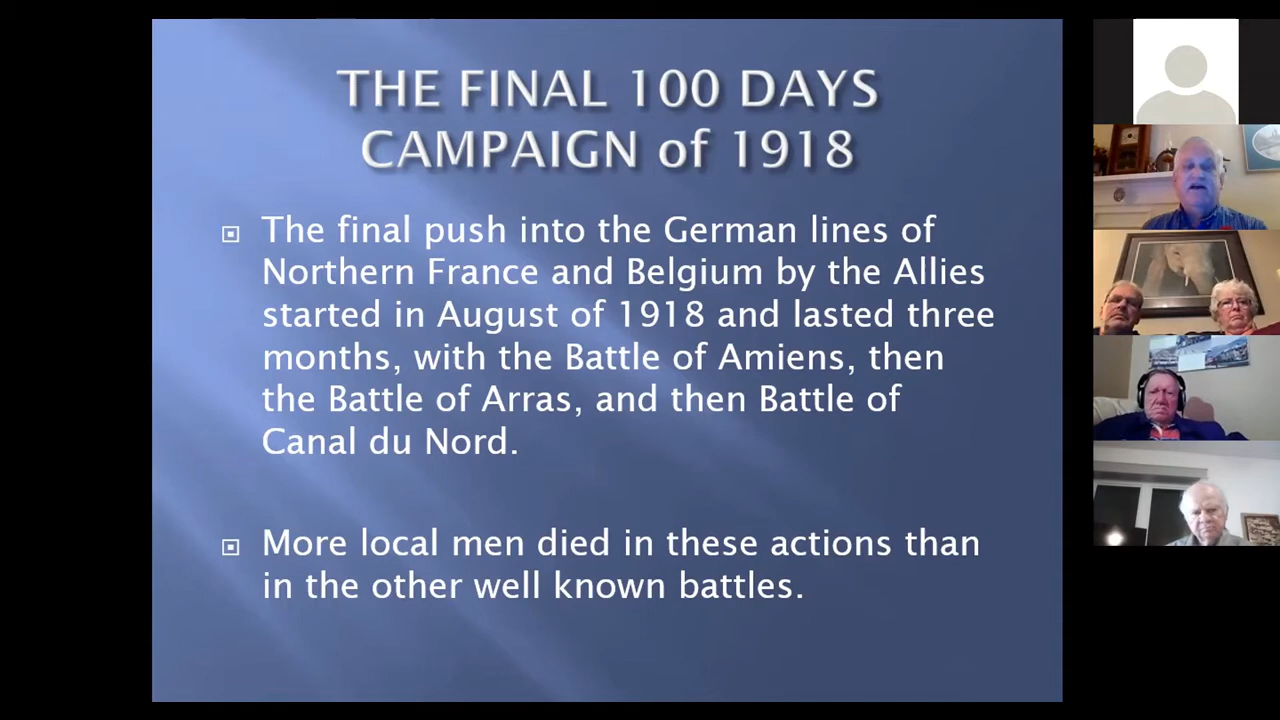 THE FINAL 100 DAYS
CAMPAIGN of 1918
The final push into the German lines of
Northern France and Belgium by the Allies
started in August of 1918 and lasted three
months, with the Battle of Amiens, then
the Battle of Arras, and then Battle of
Canal du Nord.
More local men died in these actions than
in the other well known battles.